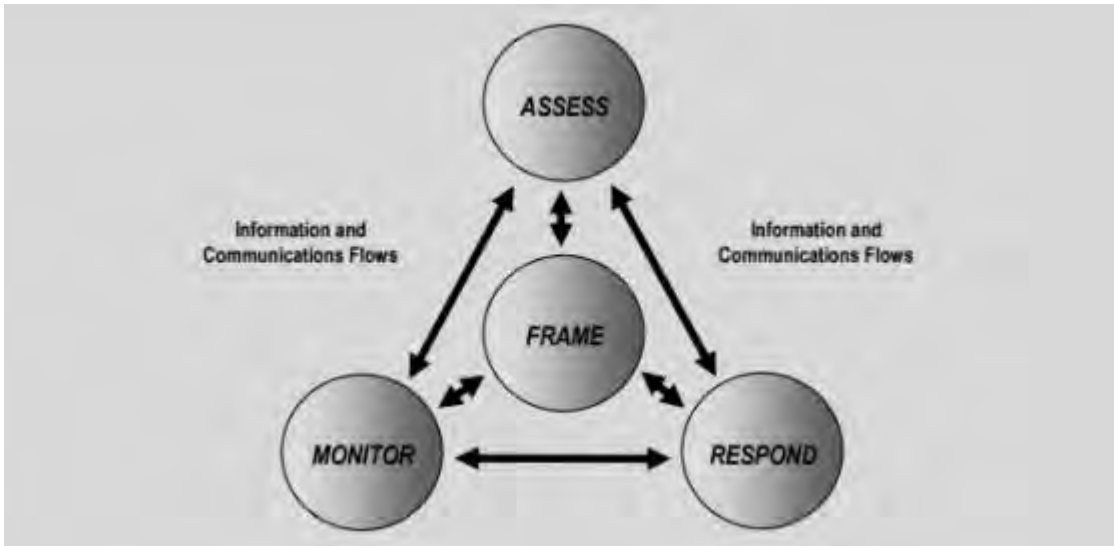 ASSESS
Information and
Communications Flows
Information and
Communications Flows
FRAME
MONITOR
RESPOND